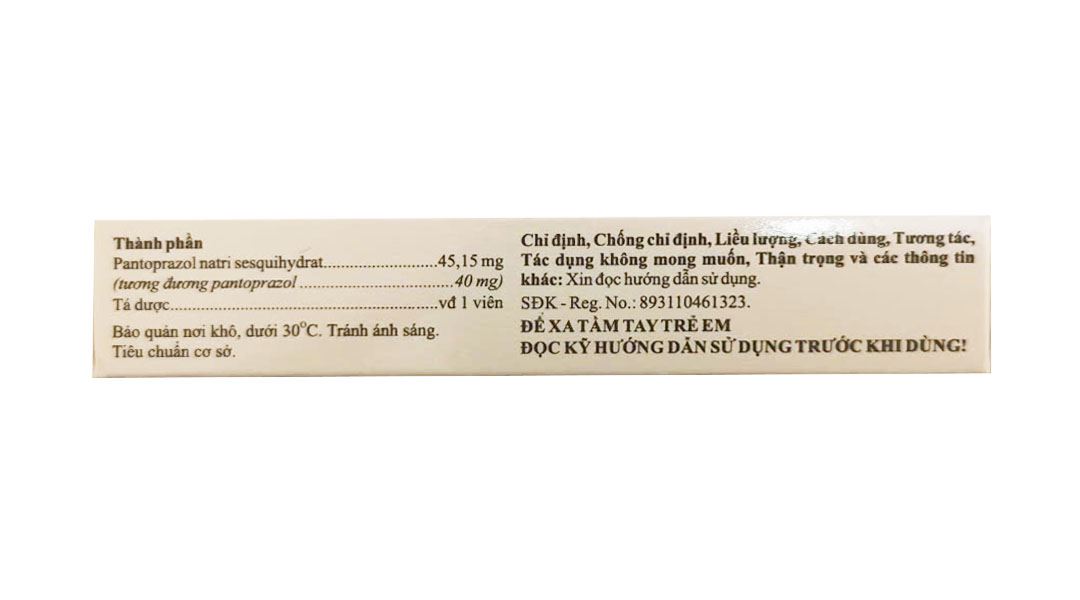 Thành phần
Pantoprazol natri sesquihydrat..........................45,15 mg
(tương đương pantoprazol ...................................40 mg)
Tá dược.............................................................vđ 1 viên
Bảo quản nơi khô, dưới 30°C. Tránh ánh sáng.
Tiêu chuẩn cơ sở.
Chỉ định, Chống chỉ định, Liều lượng, Cách dùng, Tương tác,
Tác dụng không mong muốn, Thận trọng và các thông tin
khác: Xin đọc hướng dẫn sử dụng.
SĐK - Reg. No.: 893110461323.
ĐỂ XA TẦM TAY TRẺ EM
ĐỌC KỸ HƯỚNG DẪN SỬ DỤNG TRƯỚC KHI DÙNG!